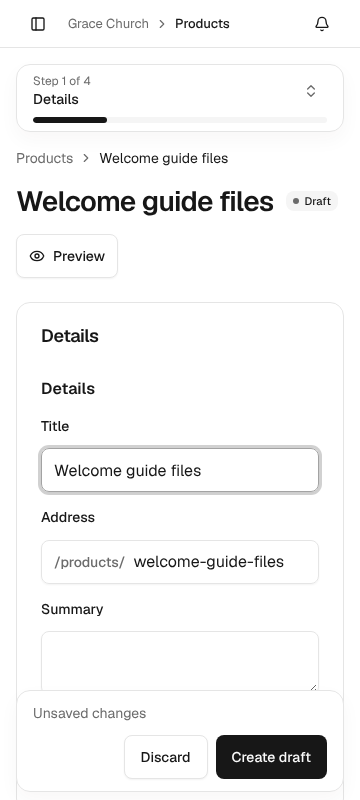 Grace Church > Products
Step 1 of 4
Details
Products > Welcome guide files
Welcome guide files
Draft
Preview
Details
Details
Title
Welcome guide files
Address
/products/ welcome-guide-files
Summary
Unsaved changes
Discard
Create draft